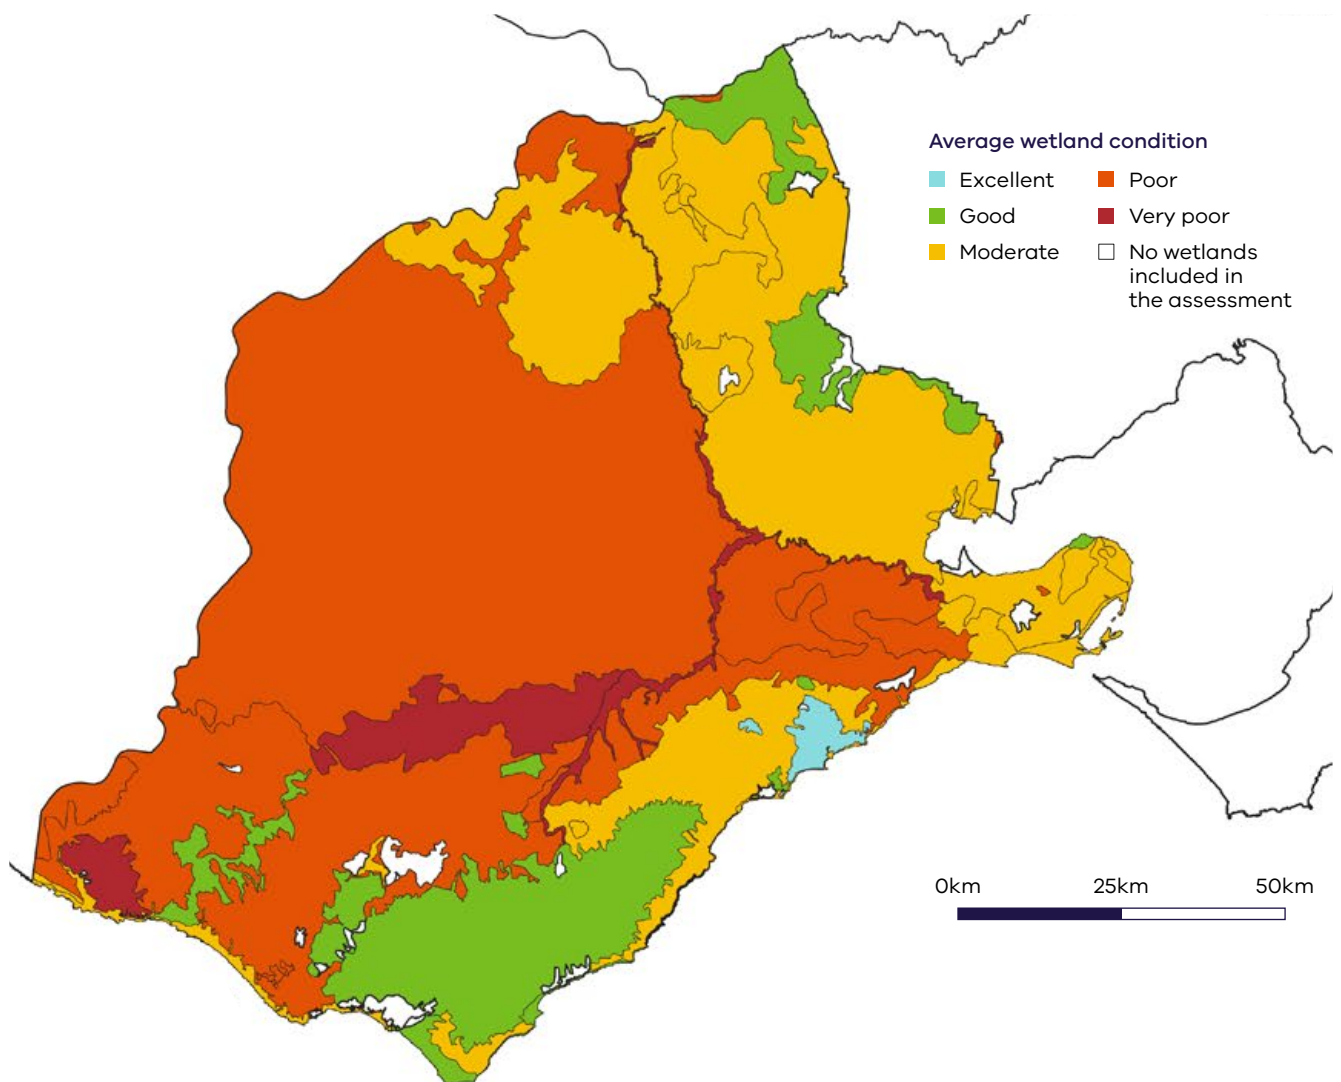 Average wetland condition
Excellent
Good
Moderate
Poor
Very poor
No wetlands
included in
the assessment
0km 25km 50km